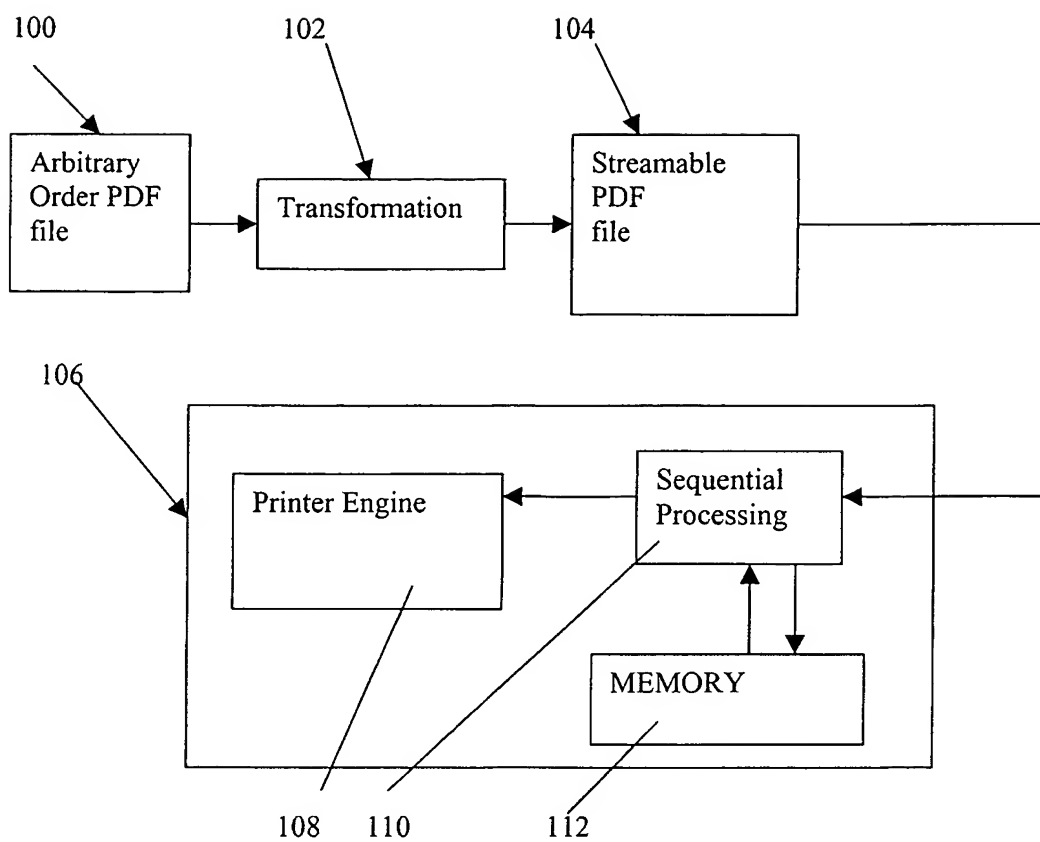 100
102
104
Arbitrary
Order PDF
file
Transformation
Streamable
PDF
file
106
Printer Engine
Sequential
Processing
MEMORY
108
110
112